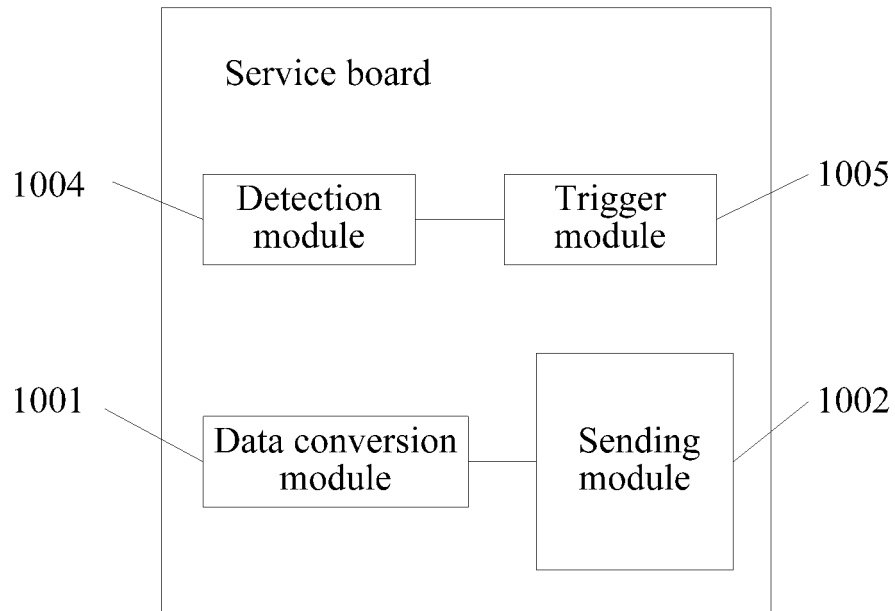 Service board
1004
Detection
module
Trigger
module
1005
1001
Data conversion
module
Sending
module
1002